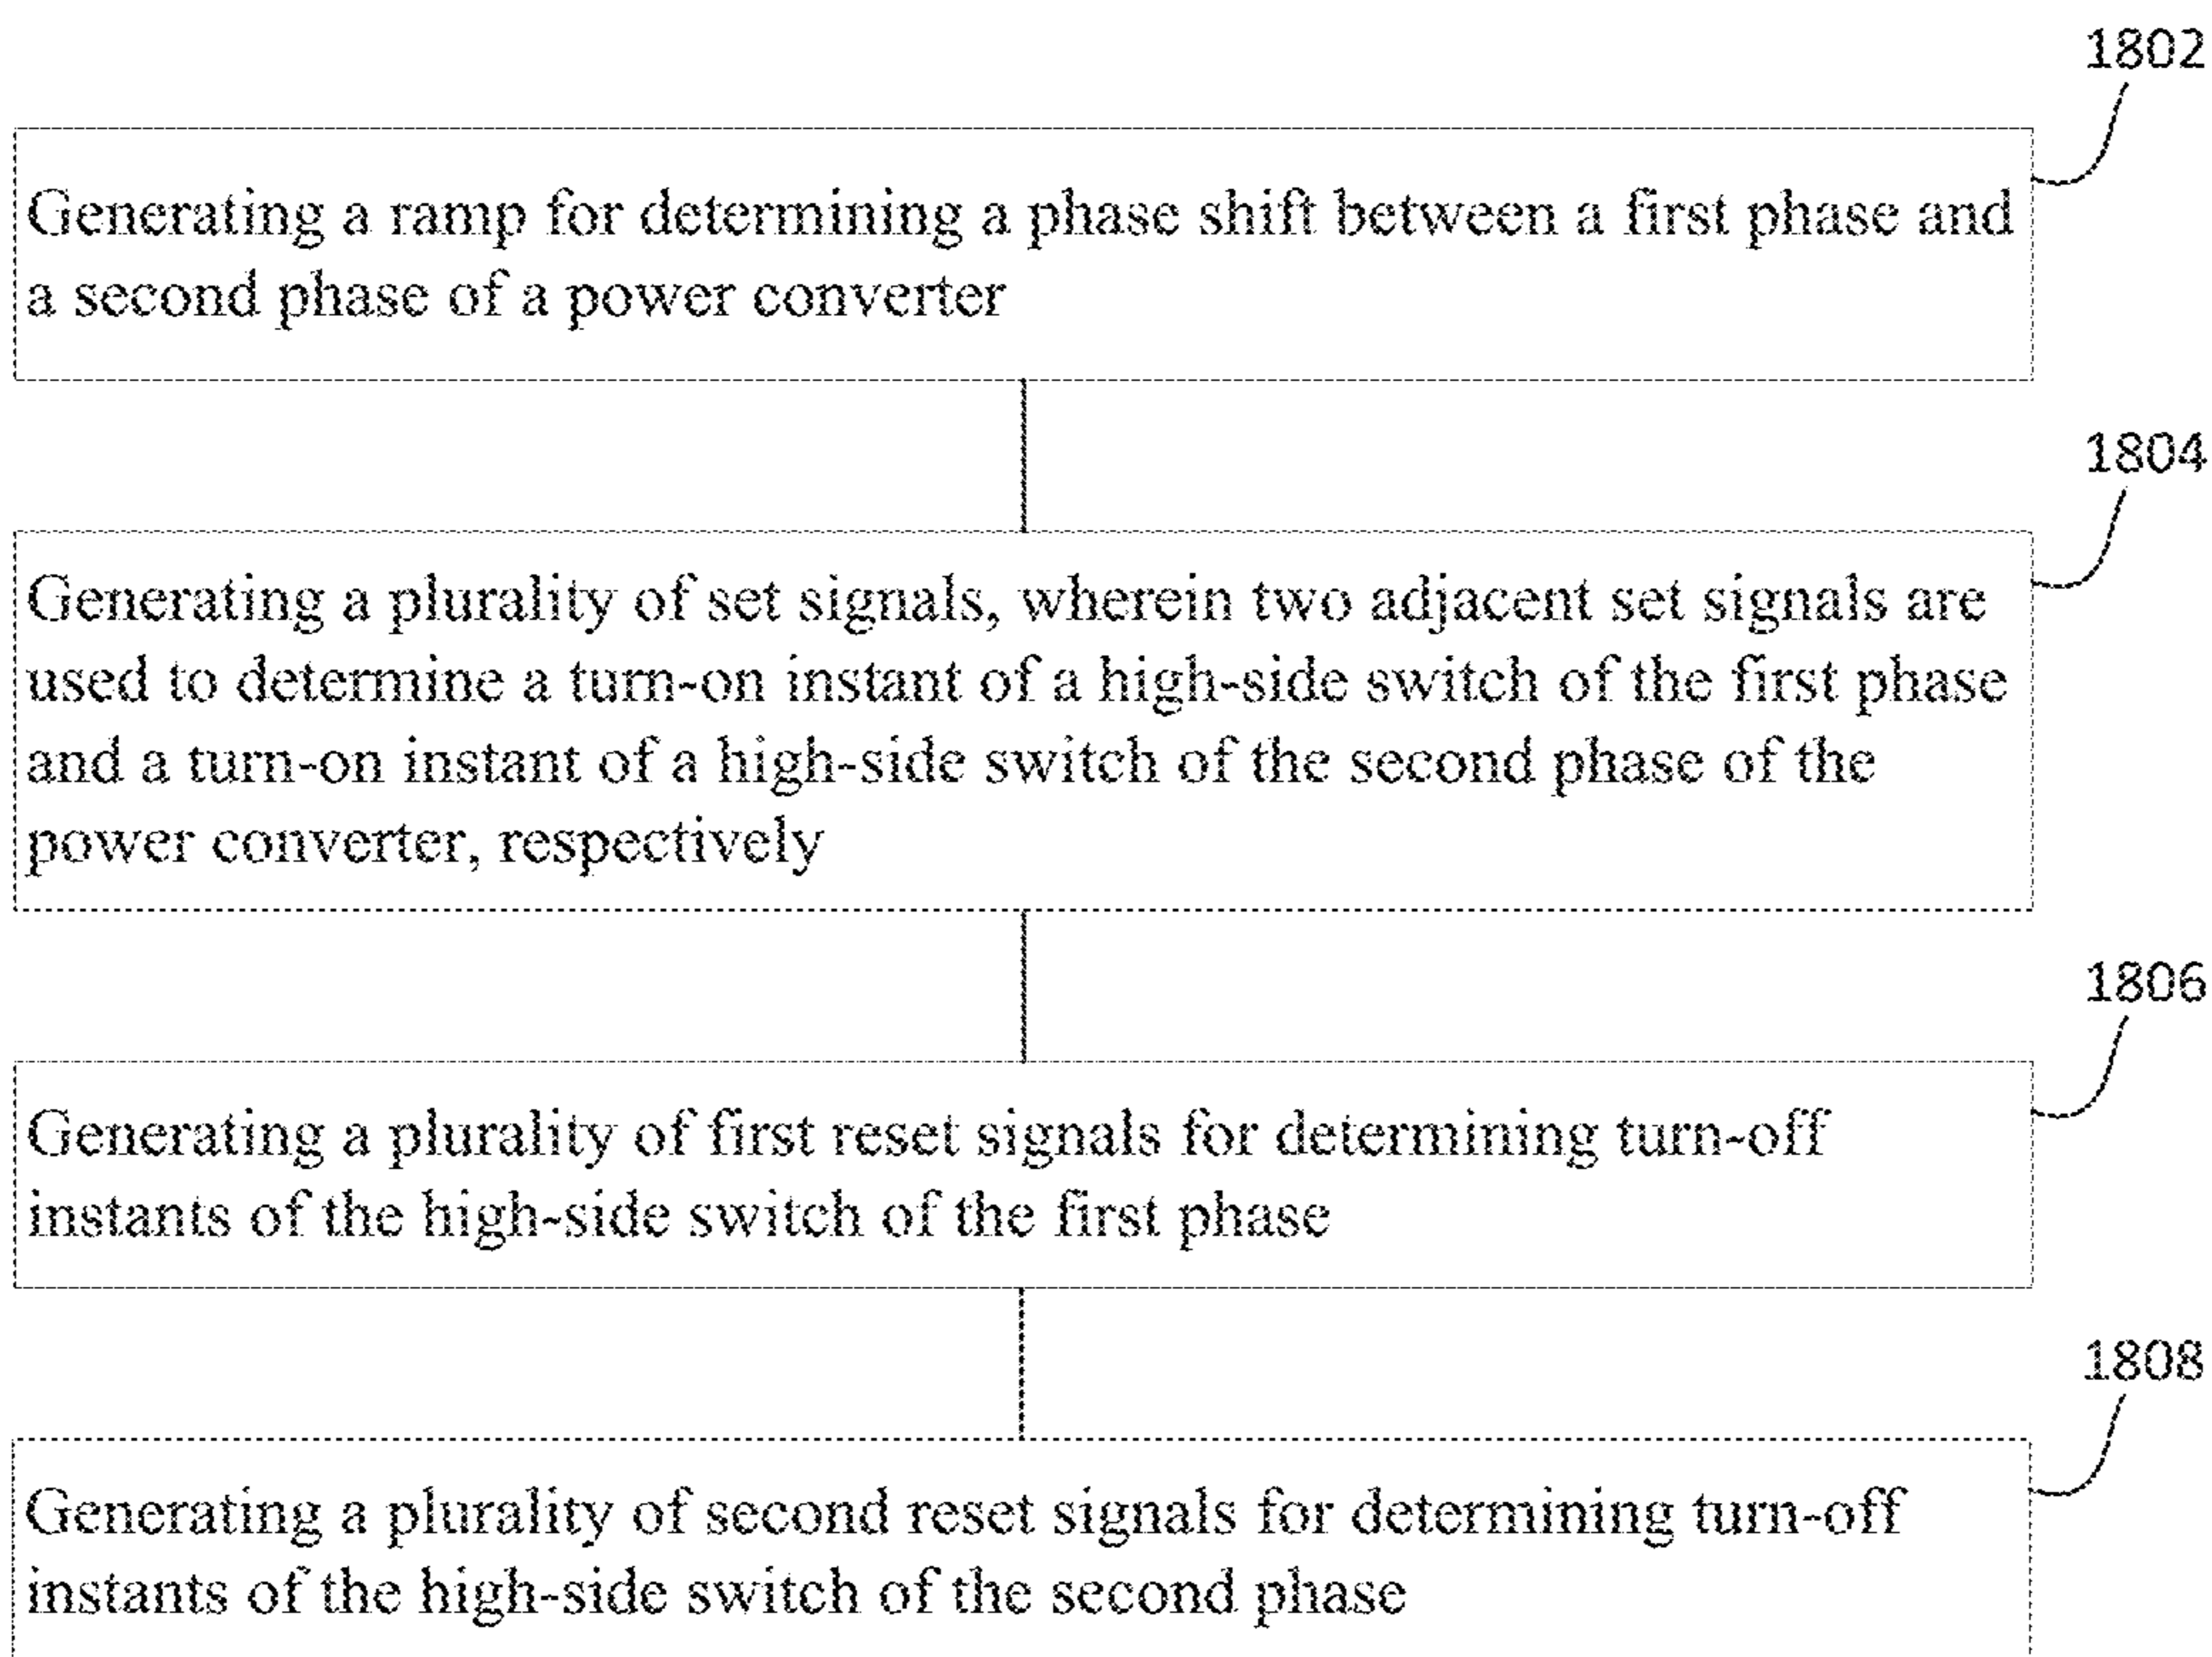 1802
Generating a ramp for determining a phase shift between a first phase and
a second phase of a power converter
1804
Generating a plurality of set signals, wherein two adjacent set signals are
used to determine a turn-on instant of a high-side switch of the first phase
and a turn-on instant of a high-side switch of the second phase of the
power converter, respectively
1806
Generating a plurality of first reset signals for determining turn-off
instants of the high-side switch of the first phase
1808
Generating a plurality of second reset signals for determining turn-off
instants of the high-side switch of the second phase